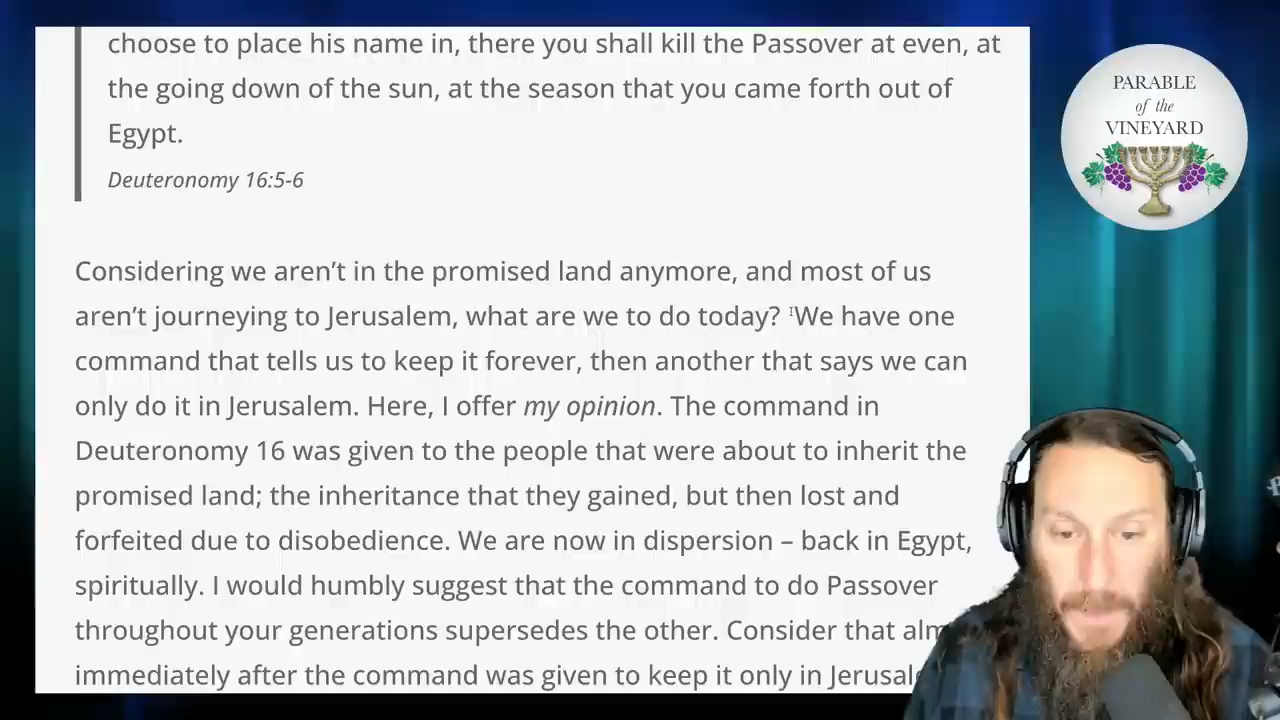 choose to place his name in, there you shall kill the Passover at even, at
the going down of the sun, at the season that you came forth out of
Egypt.
Deuteronomy 16:5-6
Considering we aren’t in the promised land anymore, and most of us
aren’t journeying to Jerusalem, what are we to do today? We have one
command that tells us to keep it forever, then another that says we can
only do it in Jerusalem. Here, I offer my opinion. The command in
Deuteronomy 16 was given to the people that were about to inherit the
promised land; the inheritance that they gained, but then lost and
forfeited due to disobedience. We are now in dispersion – back in Egypt,
spiritually. I would humbly suggest that the command to do Passover
throughout your generations supersedes the other. Consider that
immediately after the command was given to keep it only in
PARABLE
of the
VINEYARD